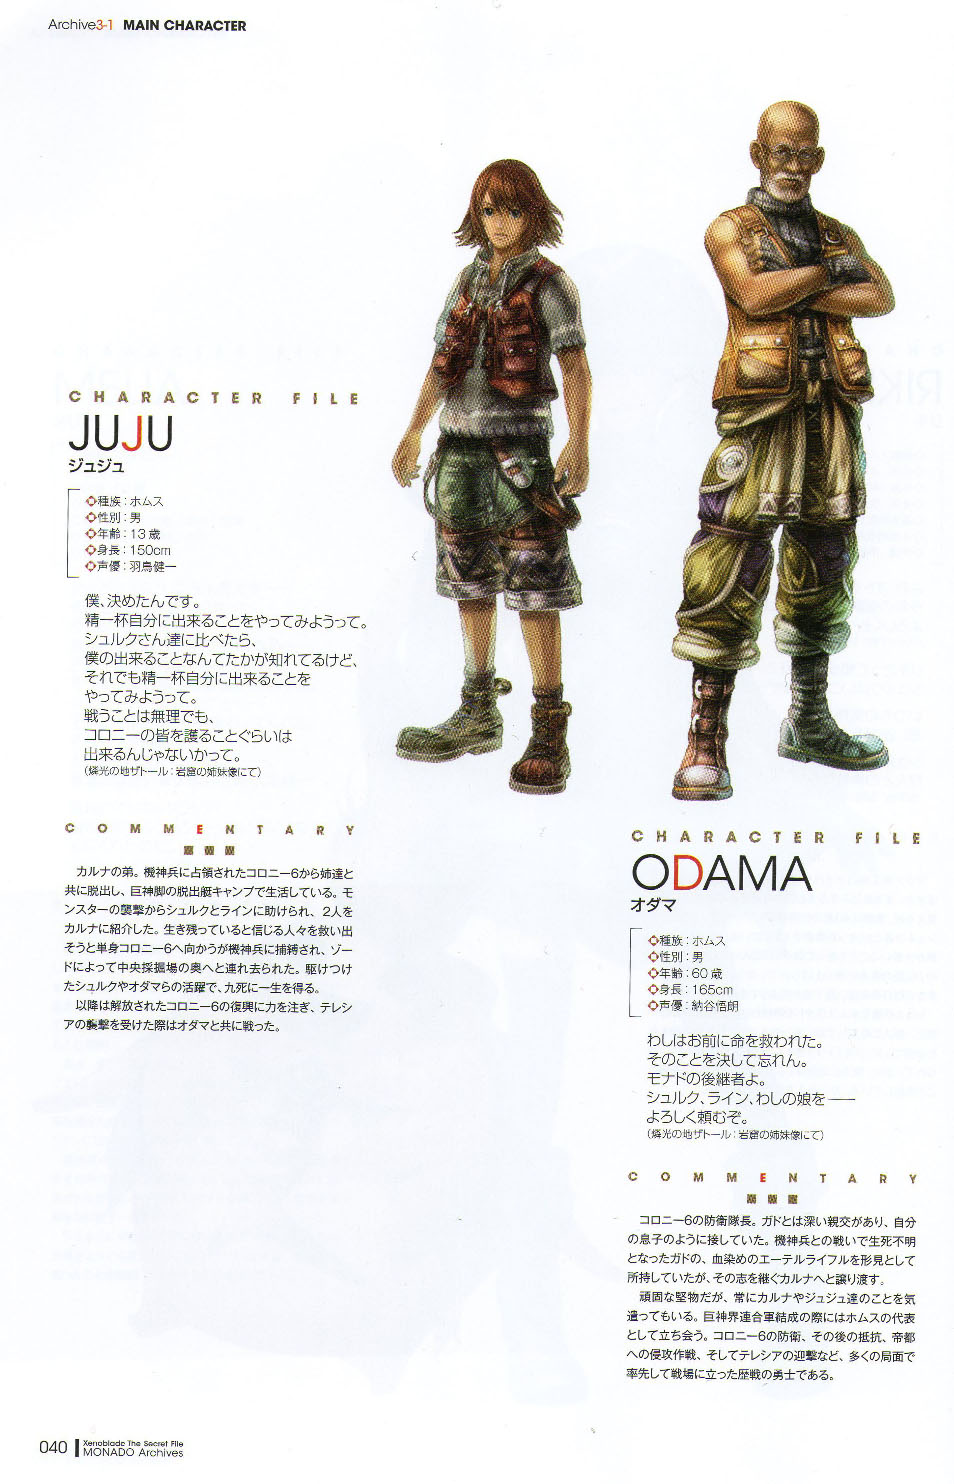 Archive3-1 MAIN CHARACTER
CHARACTER FILE
JUJU
ジュジュ
種族：ホムス
性別：男
年齢：13歳
身長：150cm
声優：羽鳥健一
僕、決めたんです。
精一杯自分に出来ることをやってみようって。
シュルクさん達に比べたら、
僕の出来ることなんてたかが知れてるけど、
それでも精一杯自分に出来ることを
やってみようって。
戦うことは無理でも、
コロニーの皆を護ることぐらいは
出来るんじゃないかって。
（燐光の地ザトール：岩窟の姉妹像にて）
COMMENTARY
カルナの弟。機神兵に占領されたコロニー6から姉達と
共に脱出し、巨神脚の脱出艇キャンプで生活している。モ
ンスターの襲撃からシュルクとラインに助けられ、2人を
カルナに紹介した。生き残っていると信じる人々を救い出
そうと単身コロニー6へ向かうが機神兵に捕縛され、ゾー
ドによって中央採掘場の奥へと連れ去られた。駆けつけ
たシュルクやオダマらの活躍で、九死に一生を得る。
以降は解放されたコロニー6の復興に力を注ぎ、テレシ
アの襲撃を受けた際はオダマと共に戦った。
CHARACTER FILE
ODAMA
オダマ
種族：ホムス
性別：男
年齢：60歳
身長：165cm
声優：納谷悟朗
わしはお前に命を救われた。
そのことを決して忘れん。
モナドの後継者よ。
シュルク、ライン、わしの娘を――
よろしく頼むぞ。
（燐光の地ザトール：岩窟の姉妹像にて）
COMMENTARY
コロニー6の防衛隊長。ガドとは深い親交があり、自分
の息子のように接していた。機神兵との戦いで生死不明
となったガドの、血染めのエーテルライフルを形見として
所持していたが、その志を継ぐカルナへと譲り渡す。
頑固な堅物だが、常にカルナやジュジュ達のことを気
遣ってもいる。巨神界連合軍結成の際にはホムスの代表
として立ち会う。コロニー6の防衛、その後の抵抗、帝都
への侵攻作戦、そしてテレシアの迎撃など、多くの局面で
率先して戦場に立った歴戦の勇士である。
040 Xenoblade The Secret File
MONADO Archives